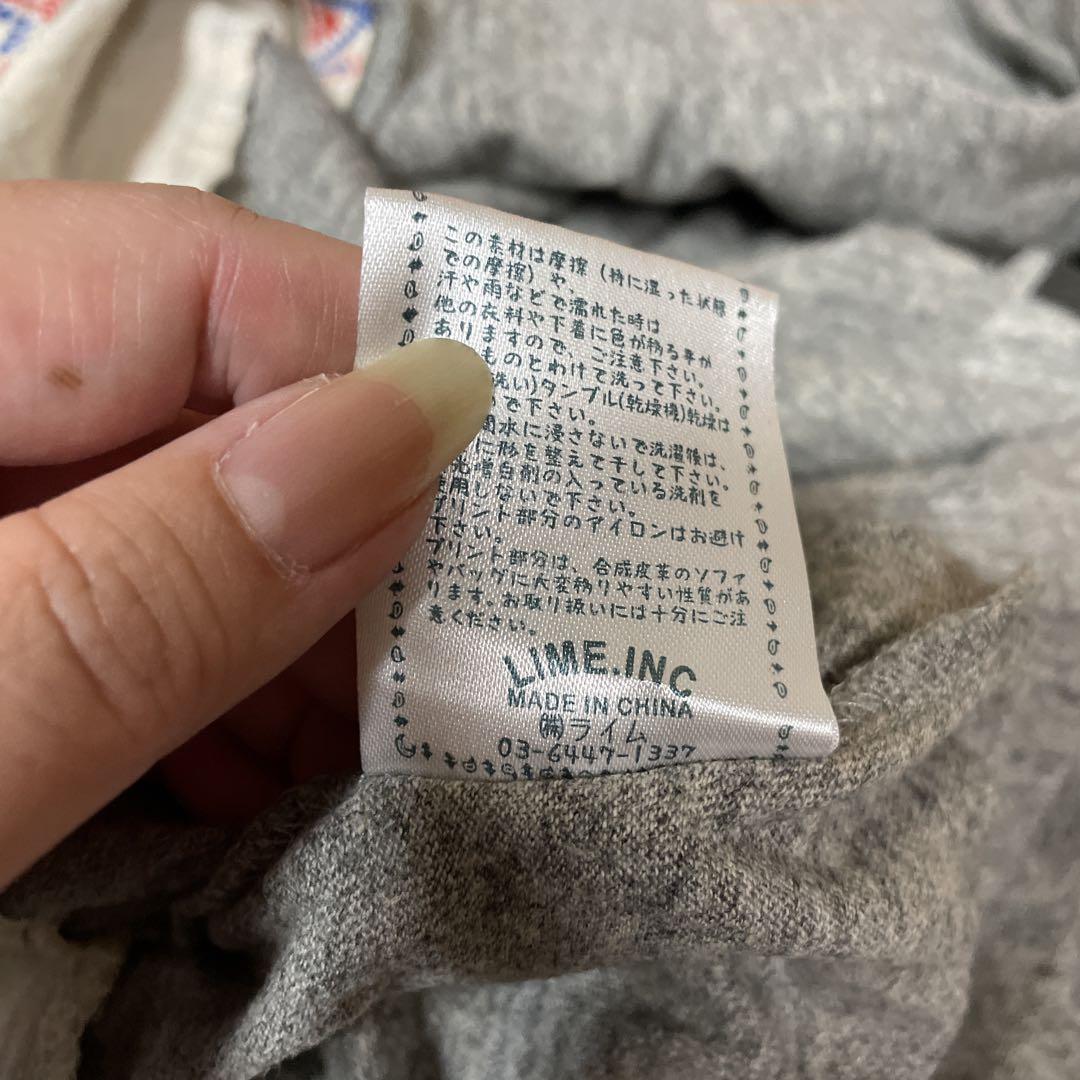 この素材は摩擦(特に湿った状態
での摩擦)や、
汗や雨などで濡れた時は
他の衣料や下着に色が移る事が
ありますので、ご注意下さい。
ものとわけて洗って下さい。
洗い)タンブル(乾燥機)乾燥は
で下さい。
間水に浸さないで洗濯後は、
に形を整えて干して下さい。
増白剤の入っている洗剤を
使用しないで下さい。
プリント部分のアイロンはお避け
下さい。
プリント部分は、合成皮革のソファ
やバッグに大変移りやすい性質があ
ります。お取り扱いには十分にご注
意ください。
LIME.INC
MADE IN CHINA
㈱ライム
03-6447-1337